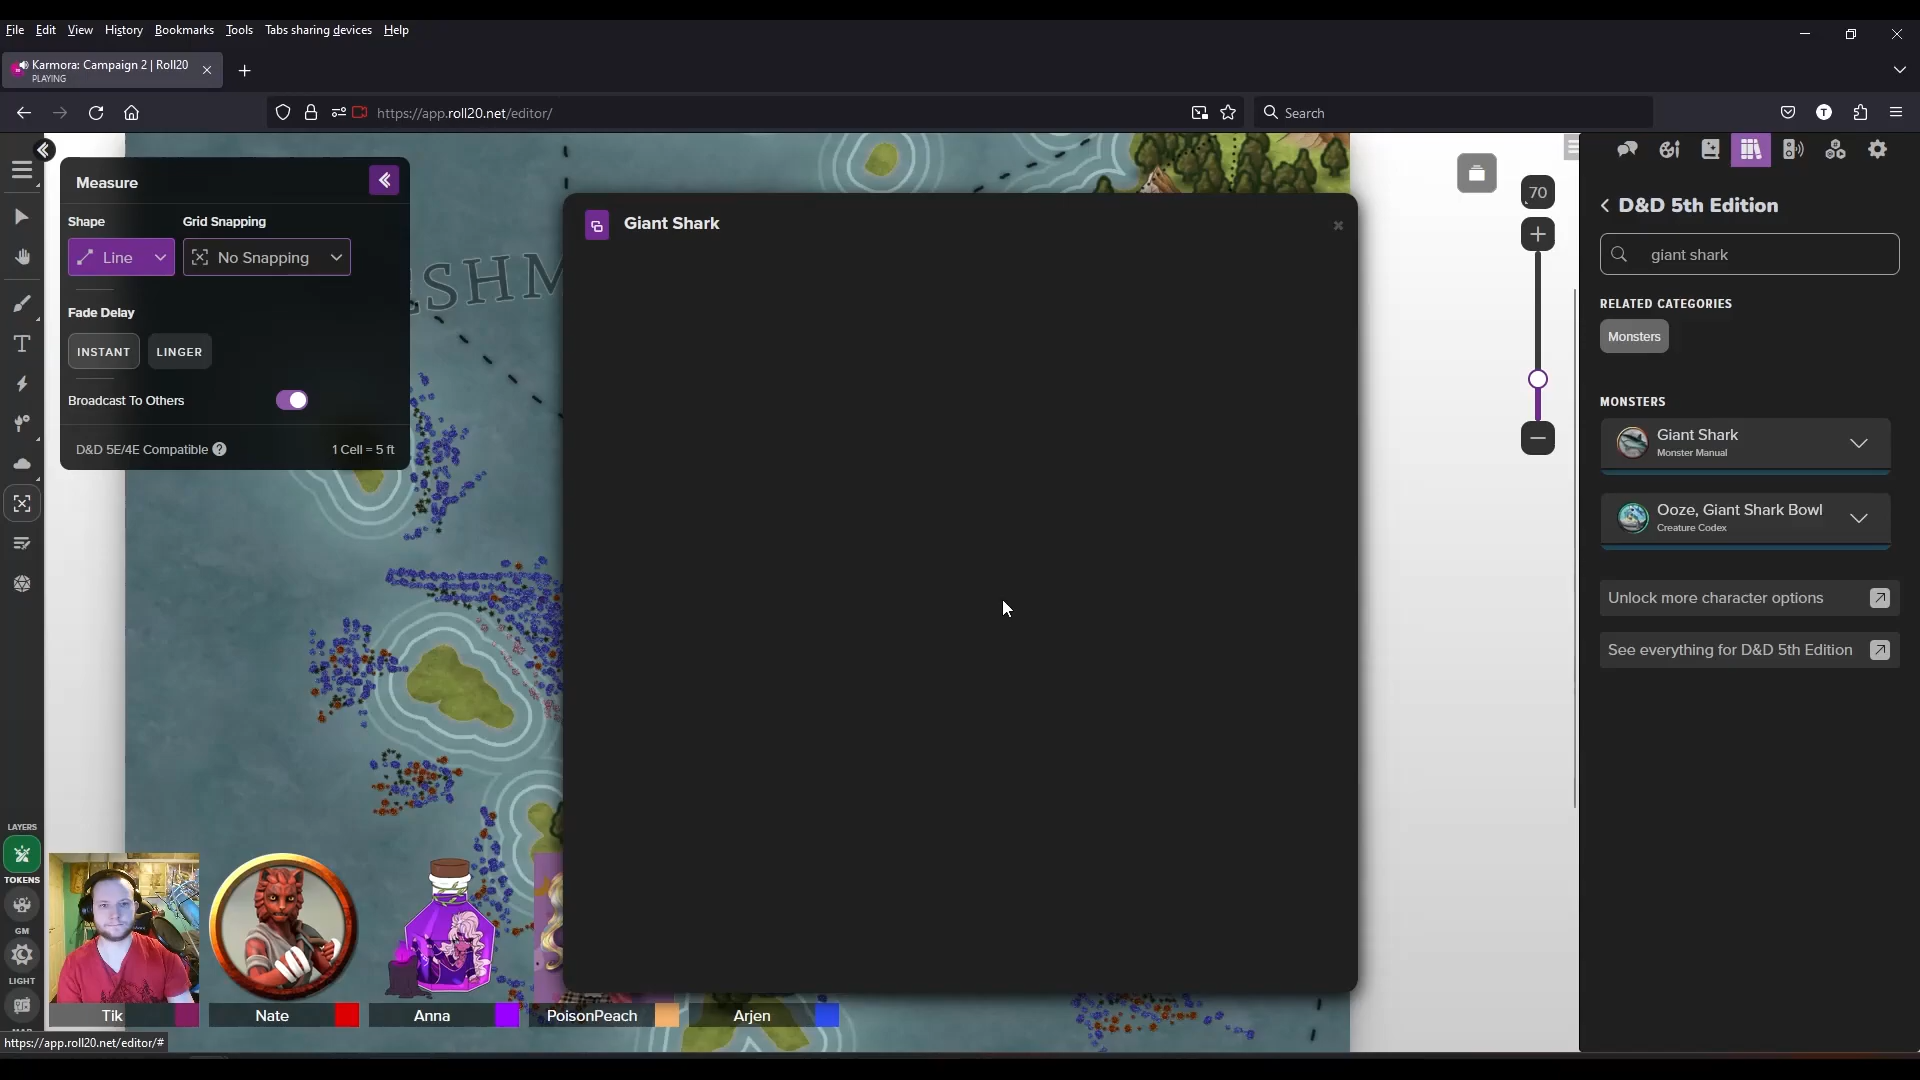 File Edit View History Bookmarks Tools Tabs sharing devices Help
Karmora: Campaign 2 | Roll20
PLAYING
https://app.roll20.net/editor/
Search
T
Measure
Shape
Grid Snapping
Line
No Snapping
Fade Delay
INSTANT
LINGER
Broadcast To Others
D&D 5E/4E Compatible ?
1 Cell = 5 ft
SHM
Giant Shark
70
D&D 5th Edition
giant shark
RELATED CATEGORIES
Monsters
MONSTERS
Giant Shark
Monster Manual
Ooze, Giant Shark Bowl
Creature Codex
Unlock more character options
See everything for D&D 5th Edition
LAYERS
TOKENS
GM
LIGHT
Tik
Nate
Anna
PoisonPeach
Arjen
https://app.roll20.net/editor/#